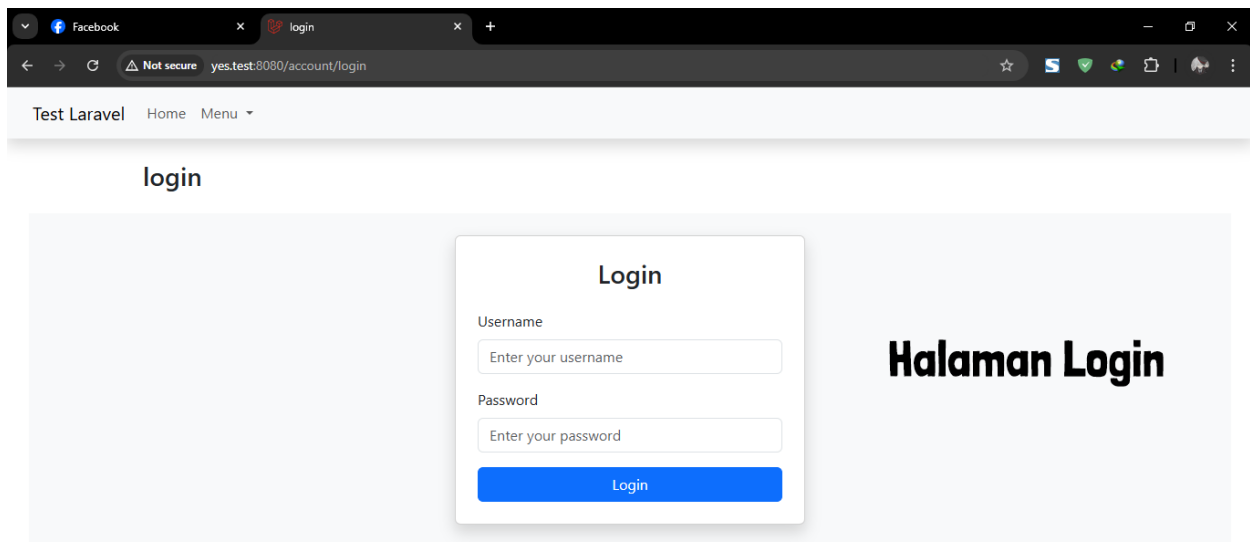 Facebook
login
Not secure yes.test:8080/account/login
Test Laravel Home Menu
login
Login
Username
Enter your username
Halaman Login
Password
Enter your password
Login